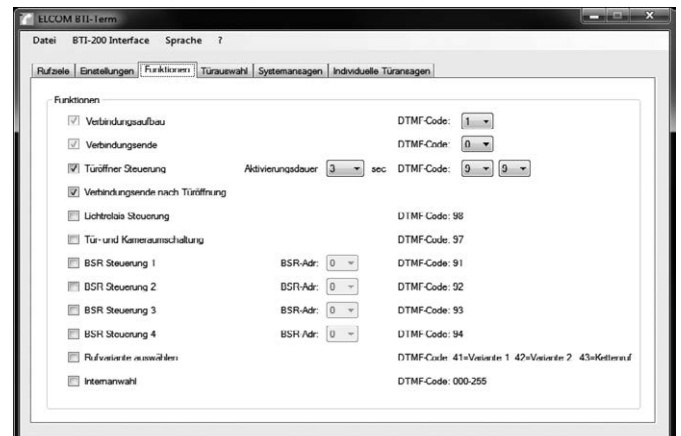 ELCOM BTI-Term
Datei BTI-200 Interface Sprache ?
Rufziele Einstellungen Funktionen Türauswahl Systemansagen Individuelle Türansagen
Funktionen
Verbindungsaufbau DTMF-Code: 1
Verbindungsende DTMF-Code: 0
Türöffner Steuerung Aktivierungsdauer 3 sec DTMF-Code: 9 9
Verbindungsende nach Türöffnung
Lichtrelais Steuerung DTMF-Code: 98
Tür- und Kameraumschaltung DTMF-Code: 97
BSR Steuerung 1 BSR-Adr: 0 DTMF-Code: 91
BSR Steuerung 2 BSR-Adr: 0 DTMF-Code: 92
BSR Steuerung 3 BSR-Adr: 0 DTMF-Code: 93
BSR Steuerung 4 BSR-Adr: 0 DTMF-Code: 94
Rufvariante auswählen DTMF-Code: 41=Variante 1 42=Variante 2 43=Kettenruf
Internanwahl DTMF-Code: 000-255